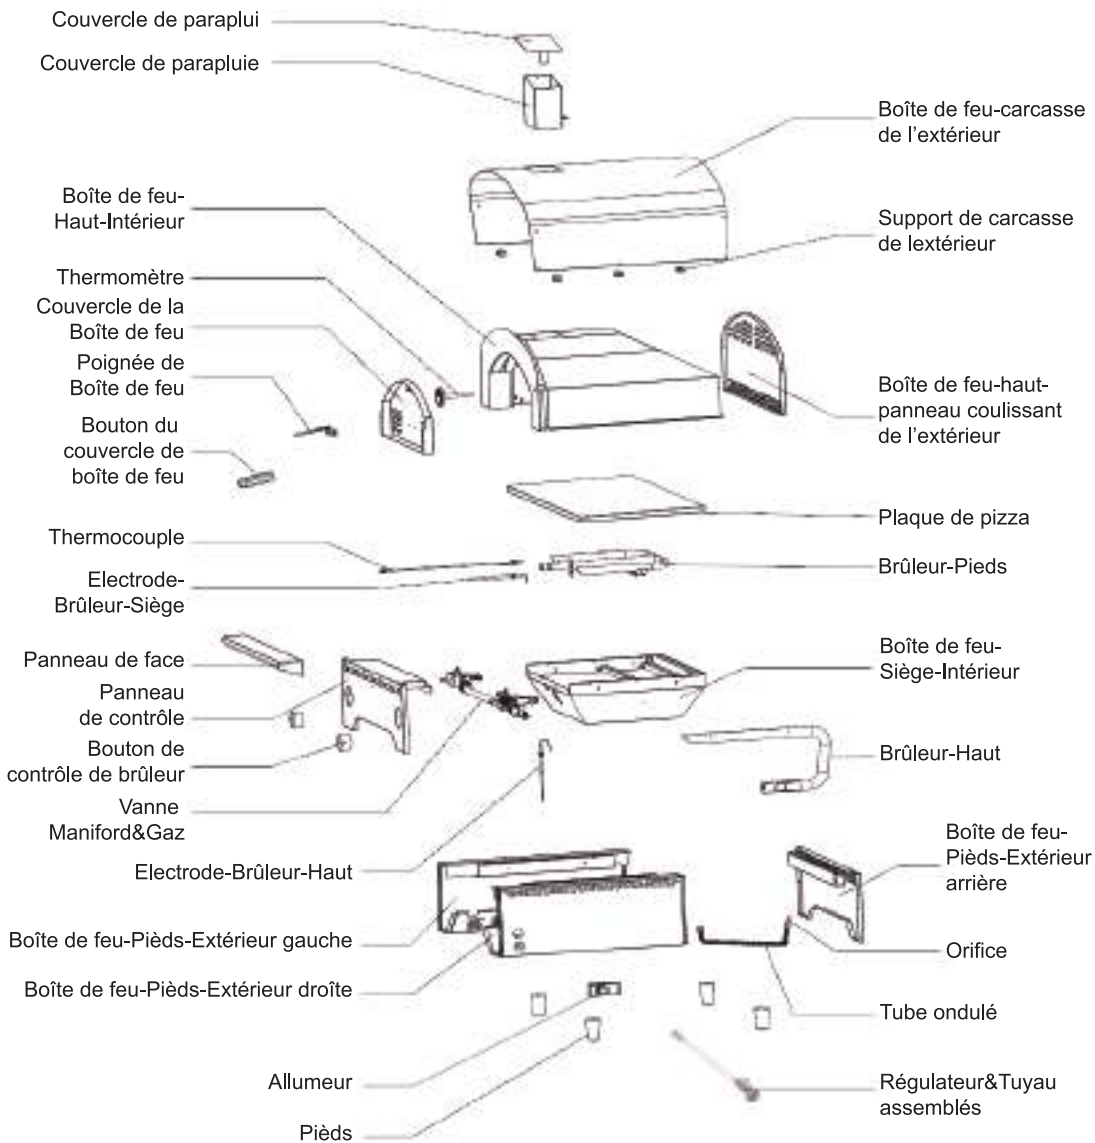 Couvercle de paraplui
Couvercle de parapluie
Boîte de feu-
Haut-Intérieur
Thermomètre
Couvercle de la
Boîte de feu
Poignée de
Boîte de feu
Bouton du
couvercle de
boîte de feu
Thermocouple
Electrode-
Brûleur-Siège
Panneau de face
Panneau
de contrôle
Bouton de
contrôle de brûleur
Vanne
Maniford&Gaz
Electrode-Brûleur-Haut
Boîte de feu-Pièds-Extérieur gauche
Boîte de feu-Pièds-Extérieur droîte
Allumeur
Pièds
Boîte de feu-carcasse
de l'extérieur
Support de carcasse
de lextérieur
Boîte de feu-haut-
panneau coulissant
de l'extérieur
Plaque de pizza
Brûleur-Pieds
Boîte de feu-
Siège-Intérieur
Brûleur-Haut
Boîte de feu-
Pièds-Extérieur
arrière
Orifice
Tube ondulé
Régulateur&Tuyau
assemblés